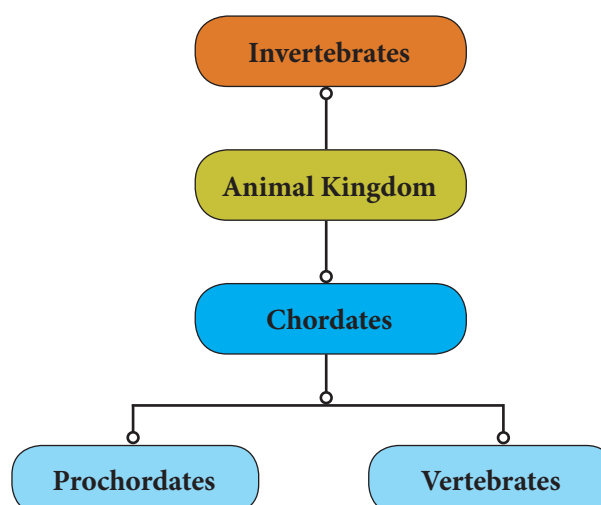 Invertebrates
Animal Kingdom
Chordates
Prochordates
Vertebrates